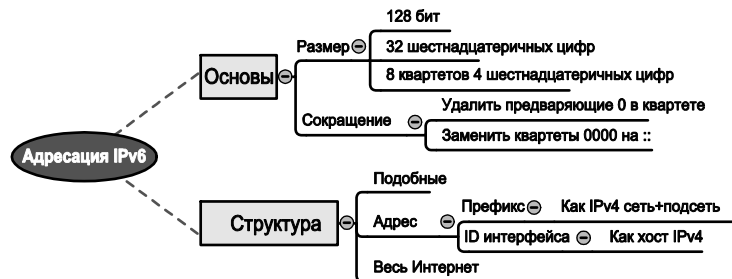 Адресация IPv6
Основы
Размер
128 бит
32 шестнадцатеричных цифр
8 квартетов 4 шестнадцатеричных цифр
Сокращение
Удалить предваряющие 0 в квартете
Заменить квартеты 0000 на ::
Структура
Подобные
Адрес
Префикс
Как IPv4 сеть+подсеть
ID интерфейса
Как хост IPv4
Весь Интернет